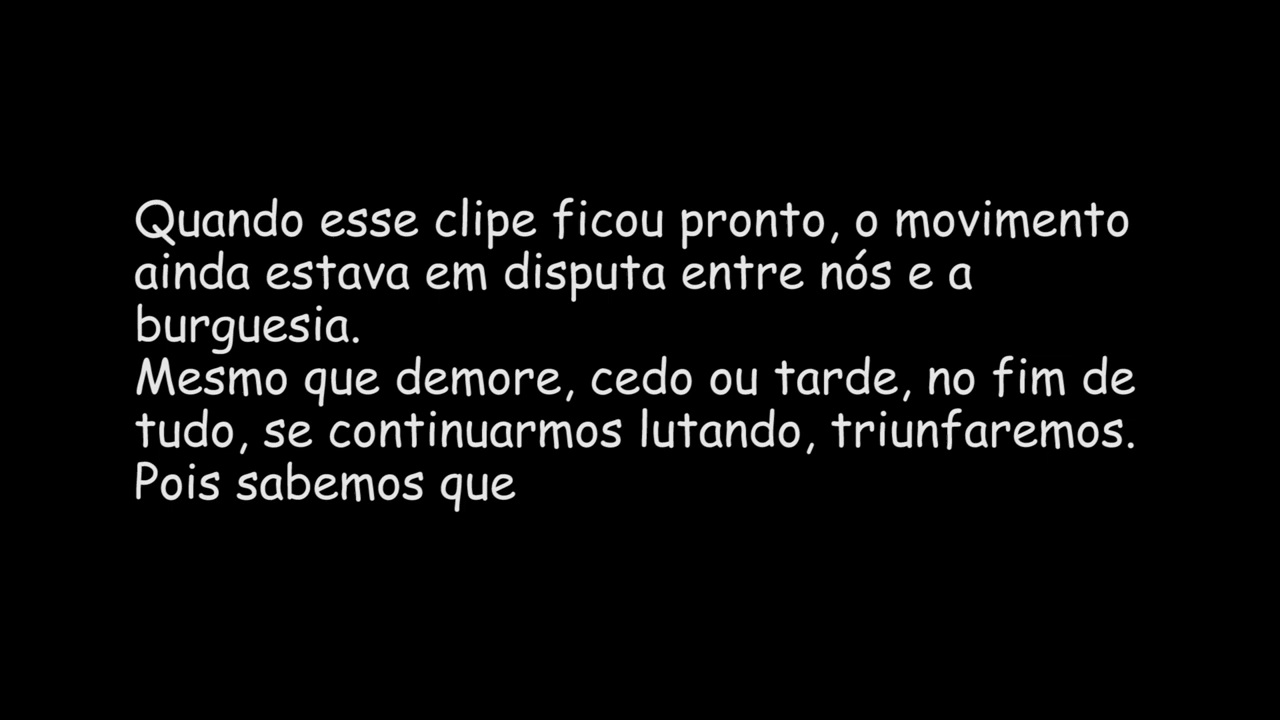 Quando esse clipe ficou pronto, o movimento
ainda estava em disputa entre nós e a
burguesia.
Mesmo que demore, cedo ou tarde, no fim de
tudo, se continuarmos lutando, triunfaremos.
Pois sabemos que